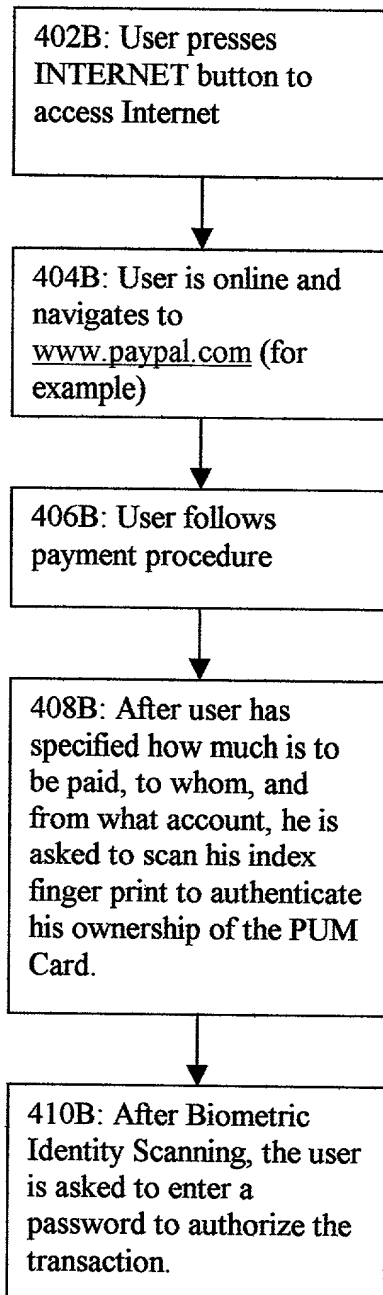 402B: User presses
INTERNET button to
access Internet
404B: User is online and
navigates to
www.paypal.com (for
example)
406B: User follows
payment procedure
408B: After user has
specified how much is to
be paid, to whom, and
from what account, he is
asked to scan his index
finger print to authenticate
his ownership of the PUM
Card.
410B: After Biometric
Identity Scanning, the user
is asked to enter a
password to authorize the
transaction.